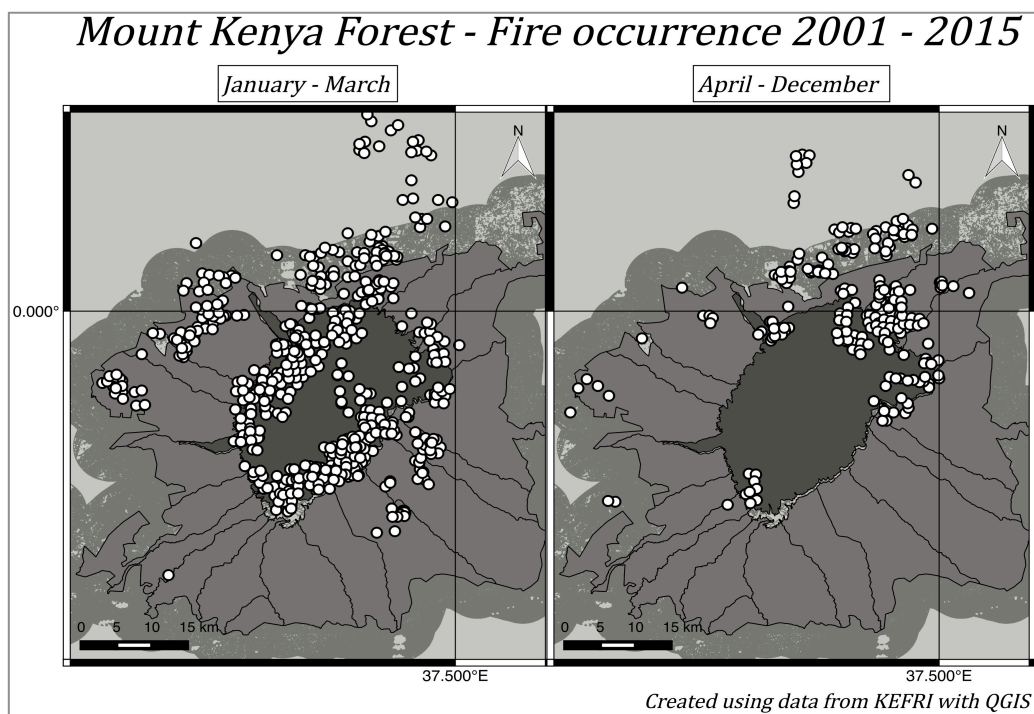 Mount Kenya Forest - Fire occurrence 2001 - 2015
January - March
April - December
N
N
0.000°
0 5 10 15 km
0 5 10 15 km
37.500°E
37.500°E
Created using data from KEFRI with QGIS